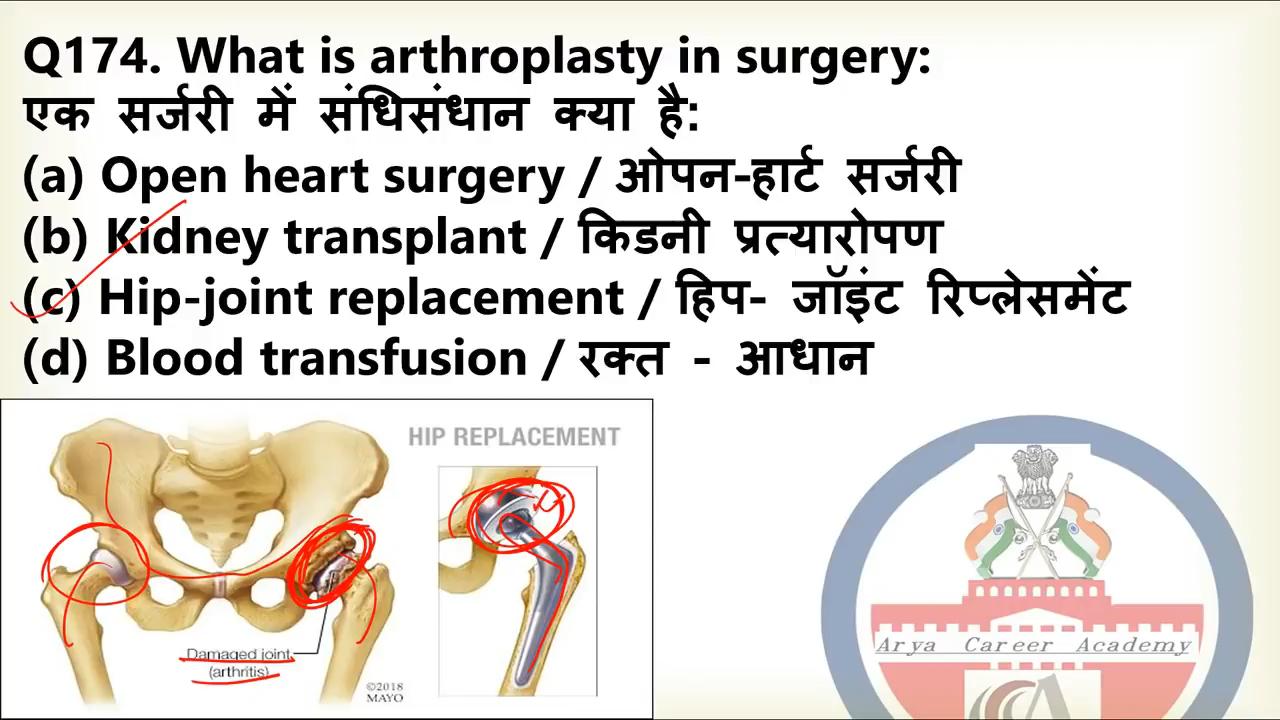 Q174. What is arthroplasty in surgery:
एक सर्जरी में संधिसंधान क्या है:
(a) Open heart surgery / ओपन-हार्ट सर्जरी
(b) Kidney transplant / किडनी प्रत्यारोपण
(c) Hip-joint replacement / हिप- जॉइंट रिप्लेसमेंट
(d) Blood transfusion / रक्त - आधान
HIP REPLACEMENT
Damaged joint
(arthritis)
©2018
MAYO
Arya Career Academy